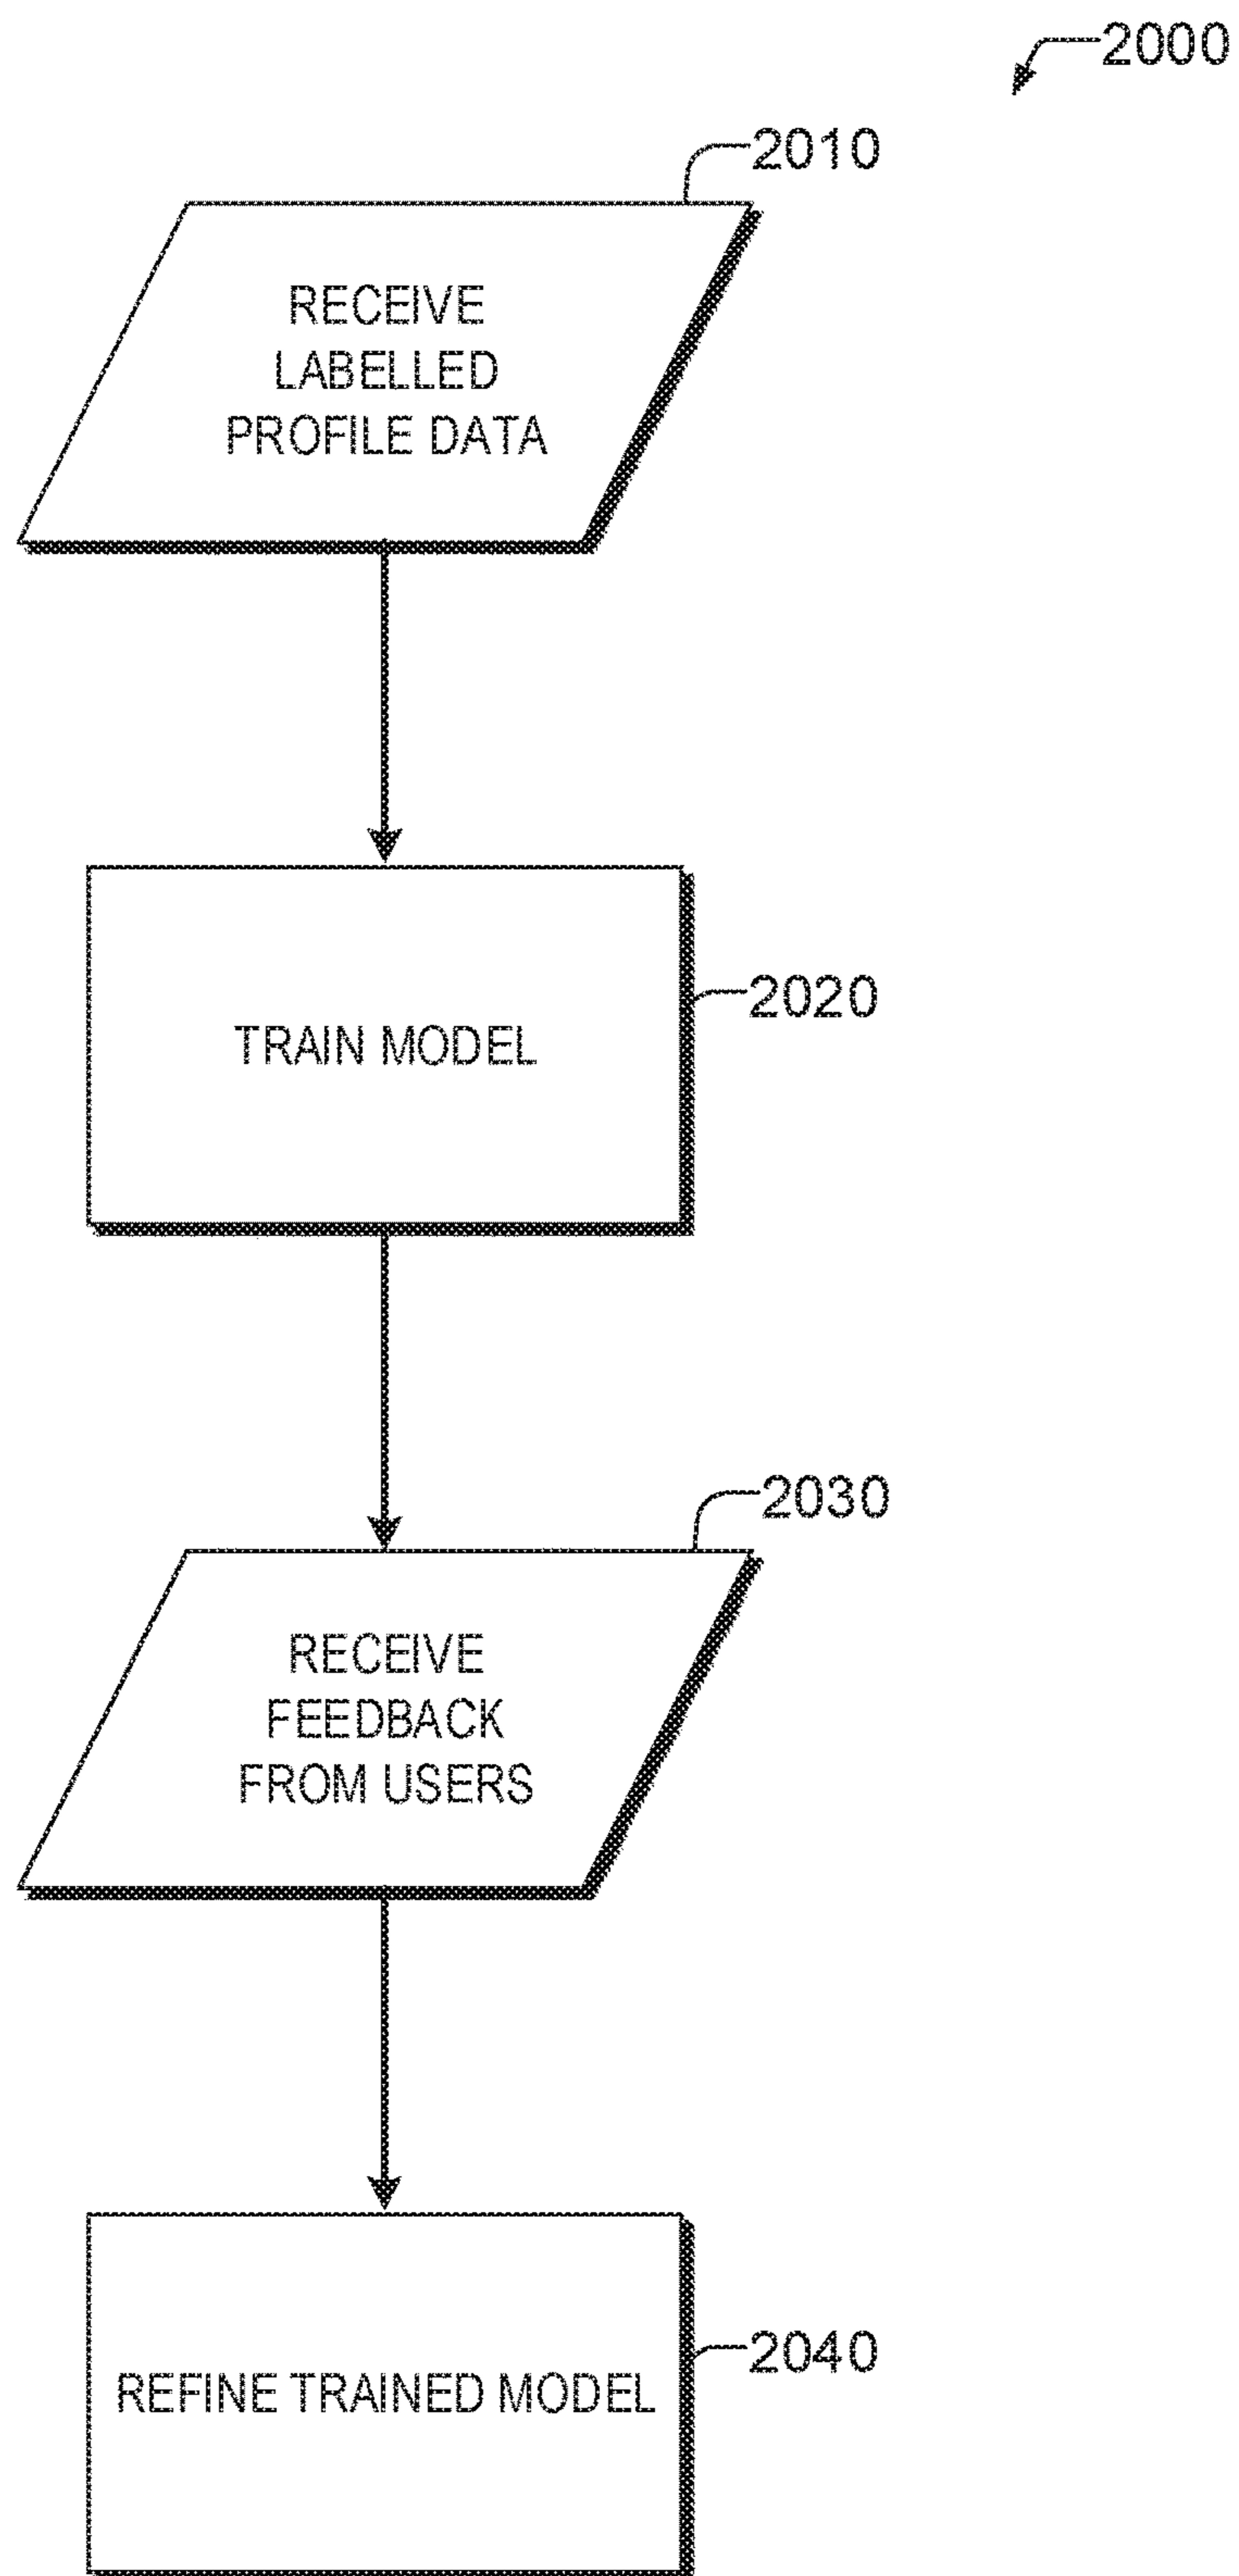 2000
2010
RECEIVE
LABELLED
PROFILE DATA
2020
TRAIN MODEL
2030
RECEIVE
FEEDBACK
FROM USERS
2040
REFINE TRAINED MODEL